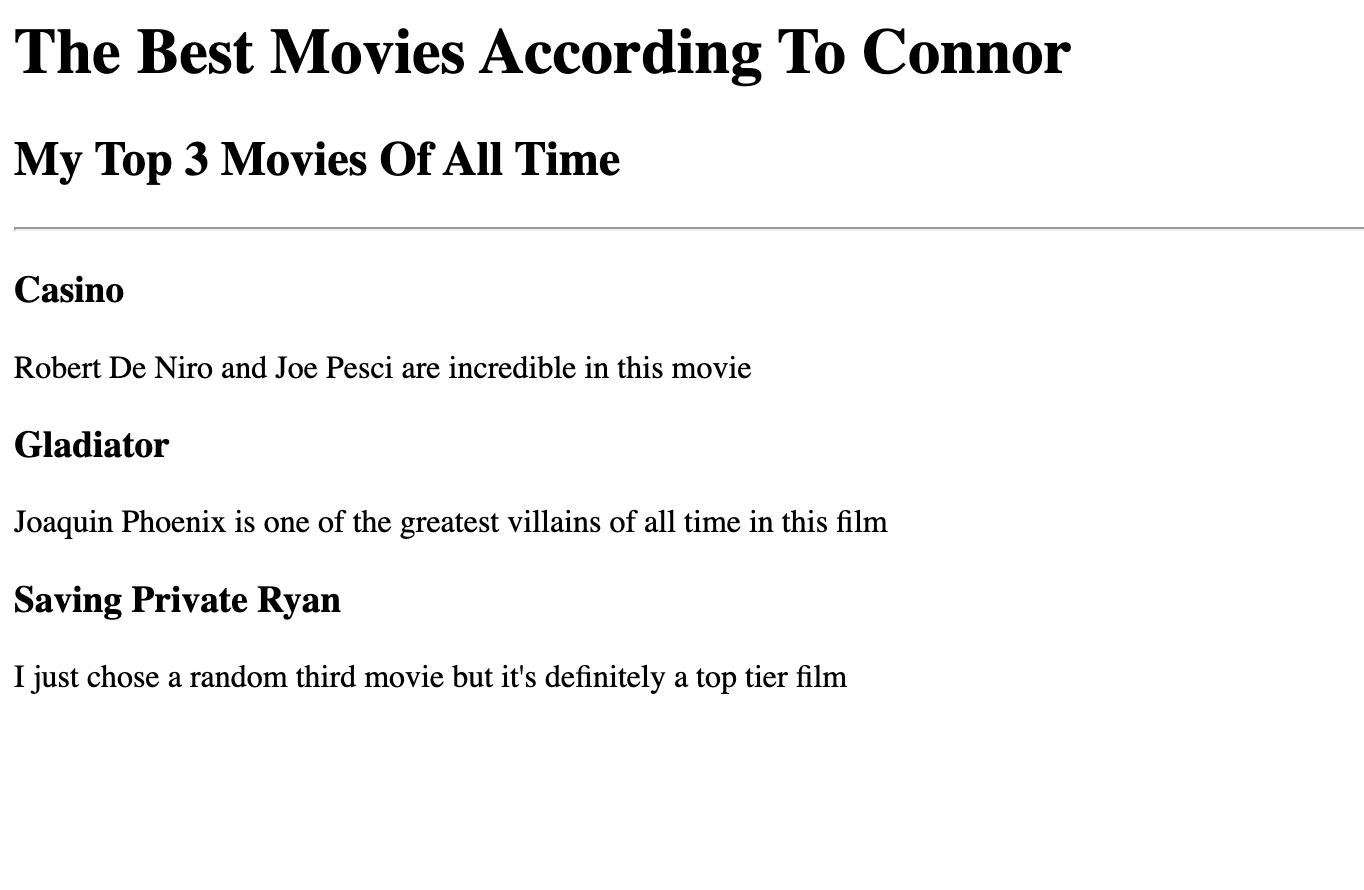 The Best Movies According To Connor
My Top 3 Movies Of All Time
Casino
Robert De Niro and Joe Pesci are incredible in this movie
Gladiator
Joaquin Phoenix is one of the greatest villains of all time in this film
Saving Private Ryan
I just chose a random third movie but it's definitely a top tier film